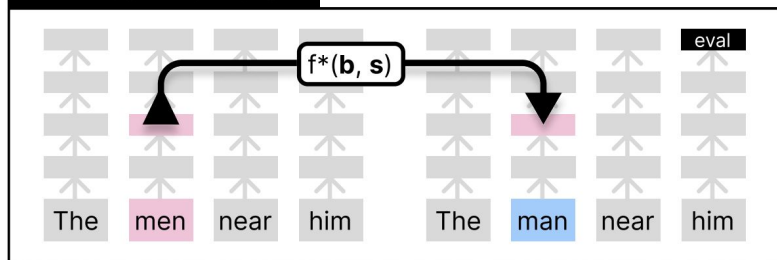 eval
f*(b, s)
The men near him The man near him